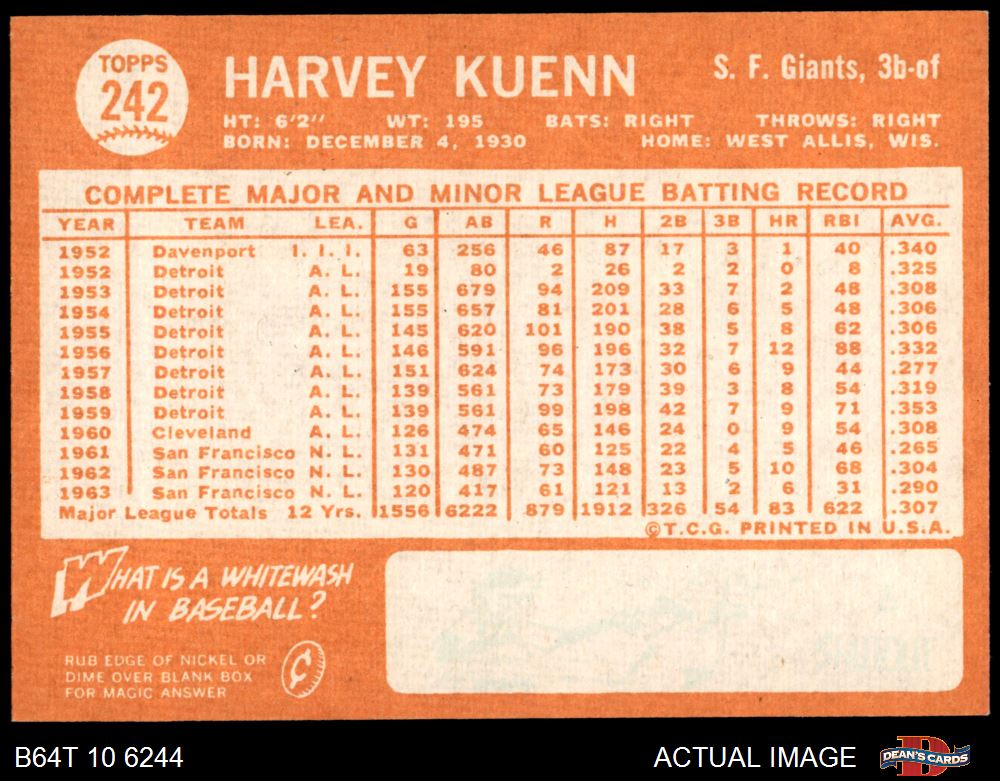 TOPPS
242
HARVEY KUENN
S. F. Giants, 3b-of
HT: 6'2" WT: 195 BATS: RIGHT THROWS: RIGHT
BORN: DECEMBER 4, 1930 HOME: WEST ALLIS, WIS.
COMPLETE MAJOR AND MINOR LEAGUE BATTING RECORD
YEAR TEAM LEA. G AB R H 2B 3B HR RBI AVG.
1952 Davenport I. I. I. 63 256 46 87 17 3 1 40 .340
1952 Detroit A. L. 19 80 2 26 2 2 0 8 .325
1953 Detroit A. L. 155 679 94 209 33 7 2 48 .308
1954 Detroit A. L. 155 657 81 201 28 6 5 48 .306
1955 Detroit A. L. 145 620 101 190 38 5 8 62 .306
1956 Detroit A. L. 146 591 96 196 32 7 12 88 .332
1957 Detroit A. L. 151 624 74 173 30 6 9 44 .277
1958 Detroit A. L. 139 561 73 179 39 3 8 54 .319
1959 Detroit A. L. 139 561 99 198 42 7 9 71 .353
1960 Cleveland A. L. 126 474 65 146 24 0 9 54 .308
1961 San Francisco N. L. 131 471 60 125 22 4 5 46 .265
1962 San Francisco N. L. 130 487 73 148 23 5 10 68 .304
1963 San Francisco N. L. 120 417 61 121 13 2 6 31 .290
Major League Totals 12 Yrs. 1556 6222 879 1912 326 54 83 622 .307
©T.C.G. PRINTED IN U.S.A.
WHAT IS A WHITEWASH
IN BASEBALL?
RUB EDGE OF NICKEL OR
DIME OVER BLANK BOX
FOR MAGIC ANSWER
¢
B64T 10 6244
ACTUAL IMAGE
DEAN'S CARDS